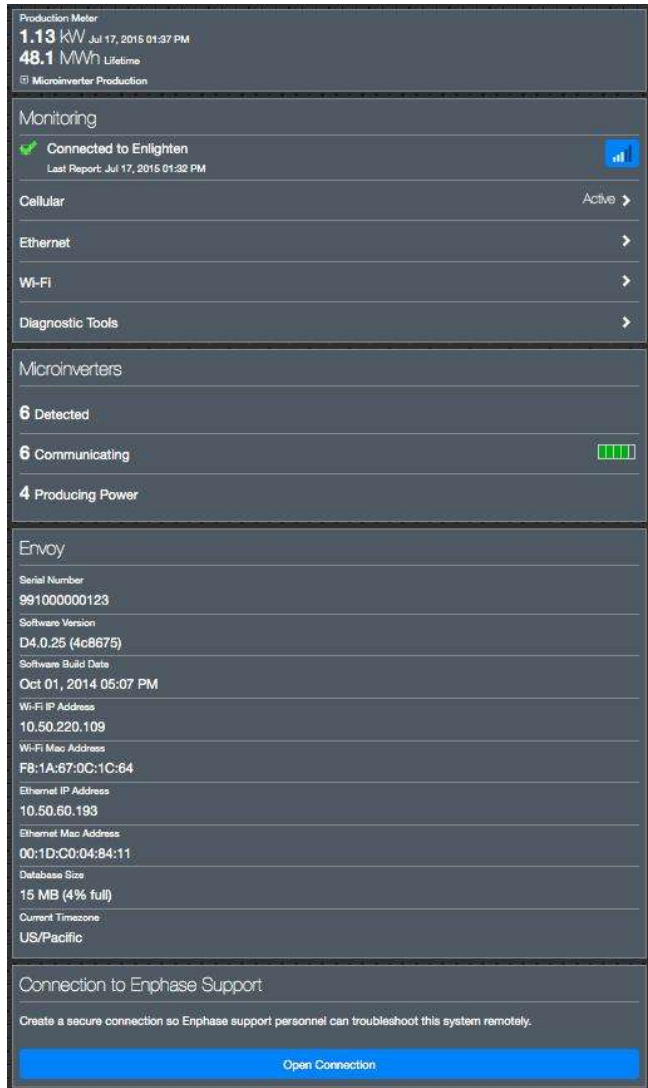 Production Meter
1.13 kW Jul 17, 2015 01:37 PM
48.1 MWh Lifetime
Microinverter Production
Monitoring
Connected to Enlighten
Last Report: Jul 17, 2015 01:32 PM
Cellular Active
Ethernet
Wi-Fi
Diagnostic Tools
Microinverters
6 Detected
6 Communicating
4 Producing Power
Envoy
Serial Number
991000000123
Software Version
D4.0.25 (4c8675)
Software Build Date
Oct 01, 2014 05:07 PM
Wi-Fi IP Address
10.50.220.109
Wi-Fi Mac Address
F8:1A:67:0C:1C:64
Ethernet IP Address
10.50.60.193
Ethernet Mac Address
00:1D:C0:04:84:11
Database Size
15 MB (4% full)
Current Timezone
US/Pacific
Connection to Enphase Support
Create a secure connection so Enphase support personnel can troubleshoot this system remotely.
Open Connection